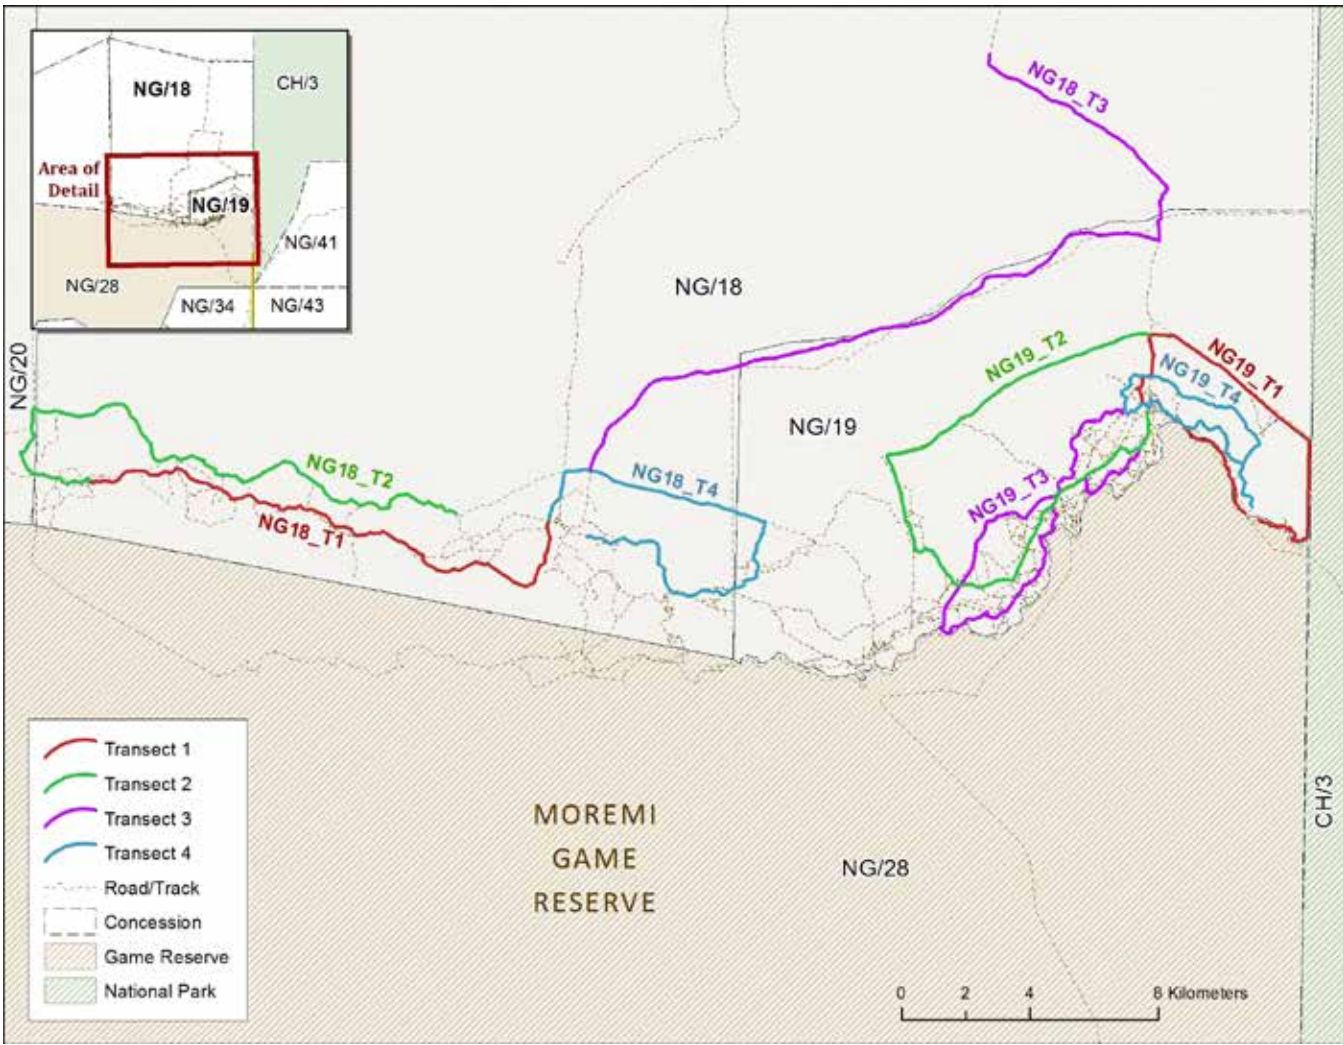 NG/18
CH/3
Area of
Detail
NG/19
NG/41
NG/28
NG/34
NG/43
NG18_T3
NG/18
NG/20
NG19_T2
NG19_T1
NG19_T4
NG/19
NG18_T2
NG18_T4
NG19_T3
NG18_T1
Transect 1
Transect 2
Transect 3
Transect 4
Road/Track
Concession
Game Reserve
National Park
MOREMI
GAME
RESERVE
NG/28
CH/3
0 2 4 8 Kilometers